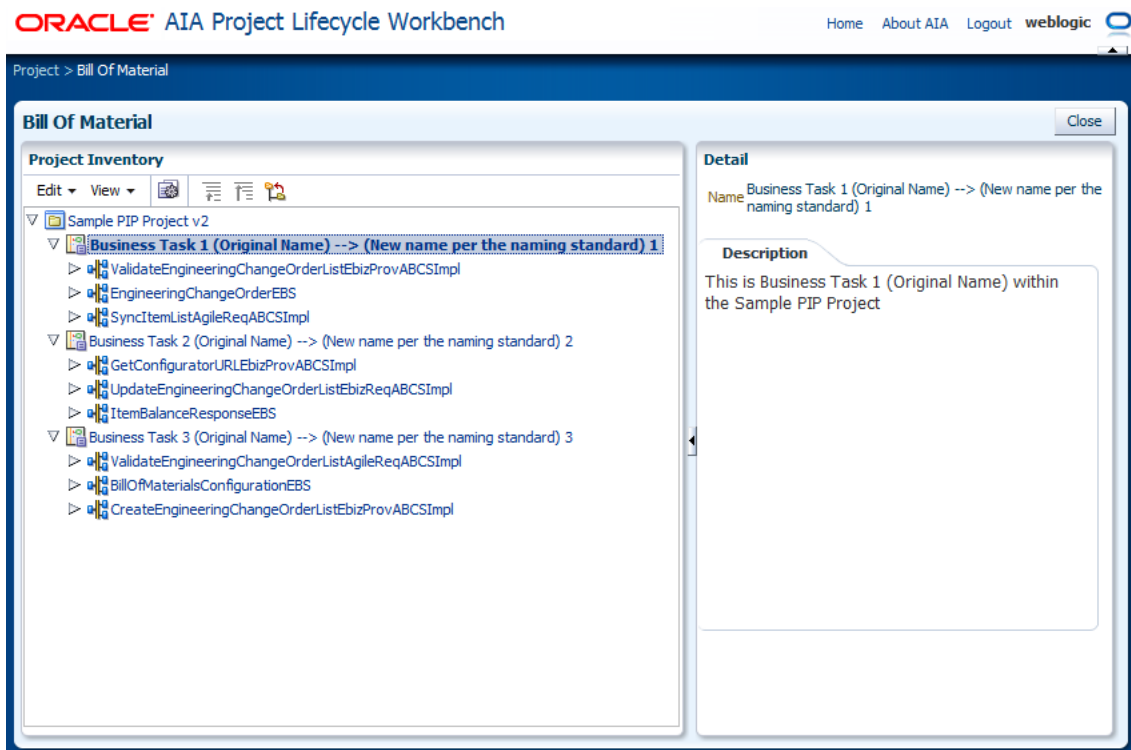 ORACLE AIA Project Lifecycle Workbench
Home About AIA Logout weblogic
Project > Bill Of Material
Bill Of Material
Close
Project Inventory
Edit View
Sample PIP Project v2
Business Task 1 (Original Name) --> (New name per the naming standard) 1
ValidateEngineeringChangeOrderListEbizProvABCSImpl
EngineeringChangeOrderEBS
SyncItemListAgileReqABCSImpl
Business Task 2 (Original Name) --> (New name per the naming standard) 2
GetConfiguratorURLEbizProvABCSImpl
UpdateEngineeringChangeOrderListEbizReqABCSImpl
ItemBalanceResponseEBS
Business Task 3 (Original Name) --> (New name per the naming standard) 3
ValidateEngineeringChangeOrderListAgileReqABCSImpl
BillOfMaterialsConfigurationEBS
CreateEngineeringChangeOrderListEbizProvABCSImpl
Detail
Name Business Task 1 (Original Name) --> (New name per the
naming standard) 1
Description
This is Business Task 1 (Original Name) within
the Sample PIP Project